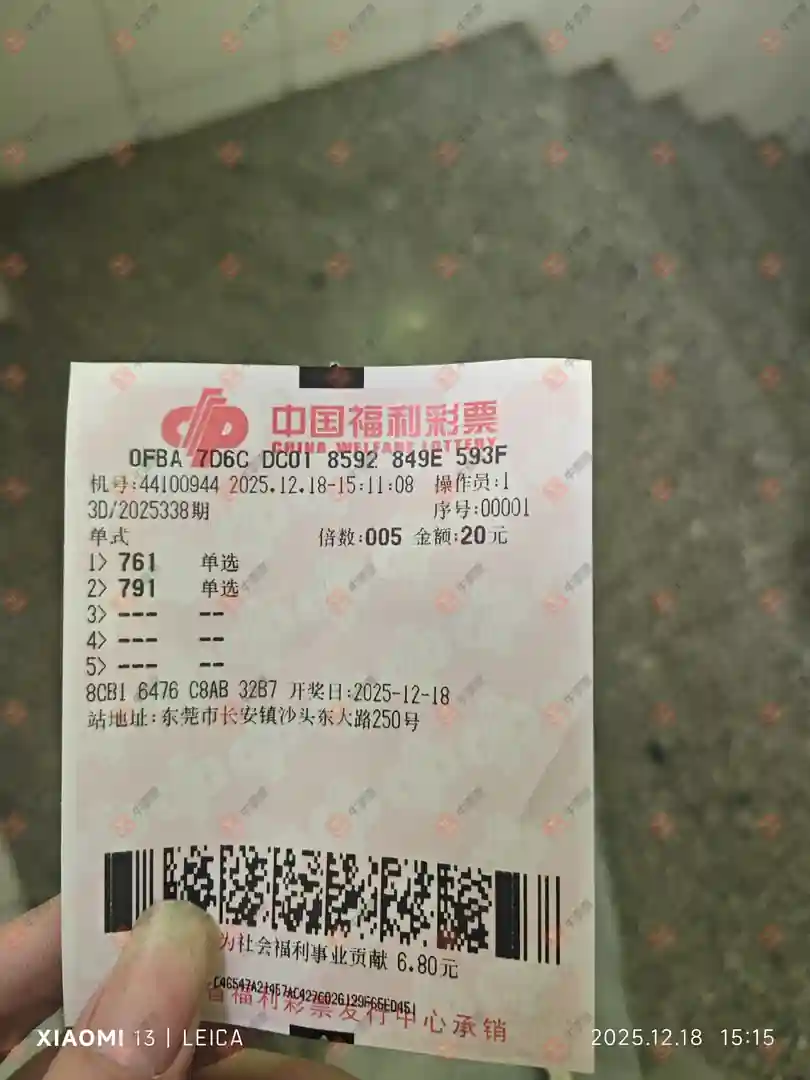 中国福利彩票
CHINA WELFARE LOTTERY
0FBA 7D6C DC01 8592 849E 593F
机号:44100944 2025.12.18-15:11:08 操作员:1
3D/2025338期 序号:00001
单式 倍数:005 金额:20元
1> 761 单选
2> 791 单选
3> --- --
4> --- --
5> --- --
8CB1 6476 C8AB 32B7 开奖日:2025-12-18
站地址:东莞市长安镇沙头东大路250号
为社会福利事业贡献 6.80元
省福利彩票发行中心承销
XIAOMI 13 | LEICA 2025.12.18 15:15